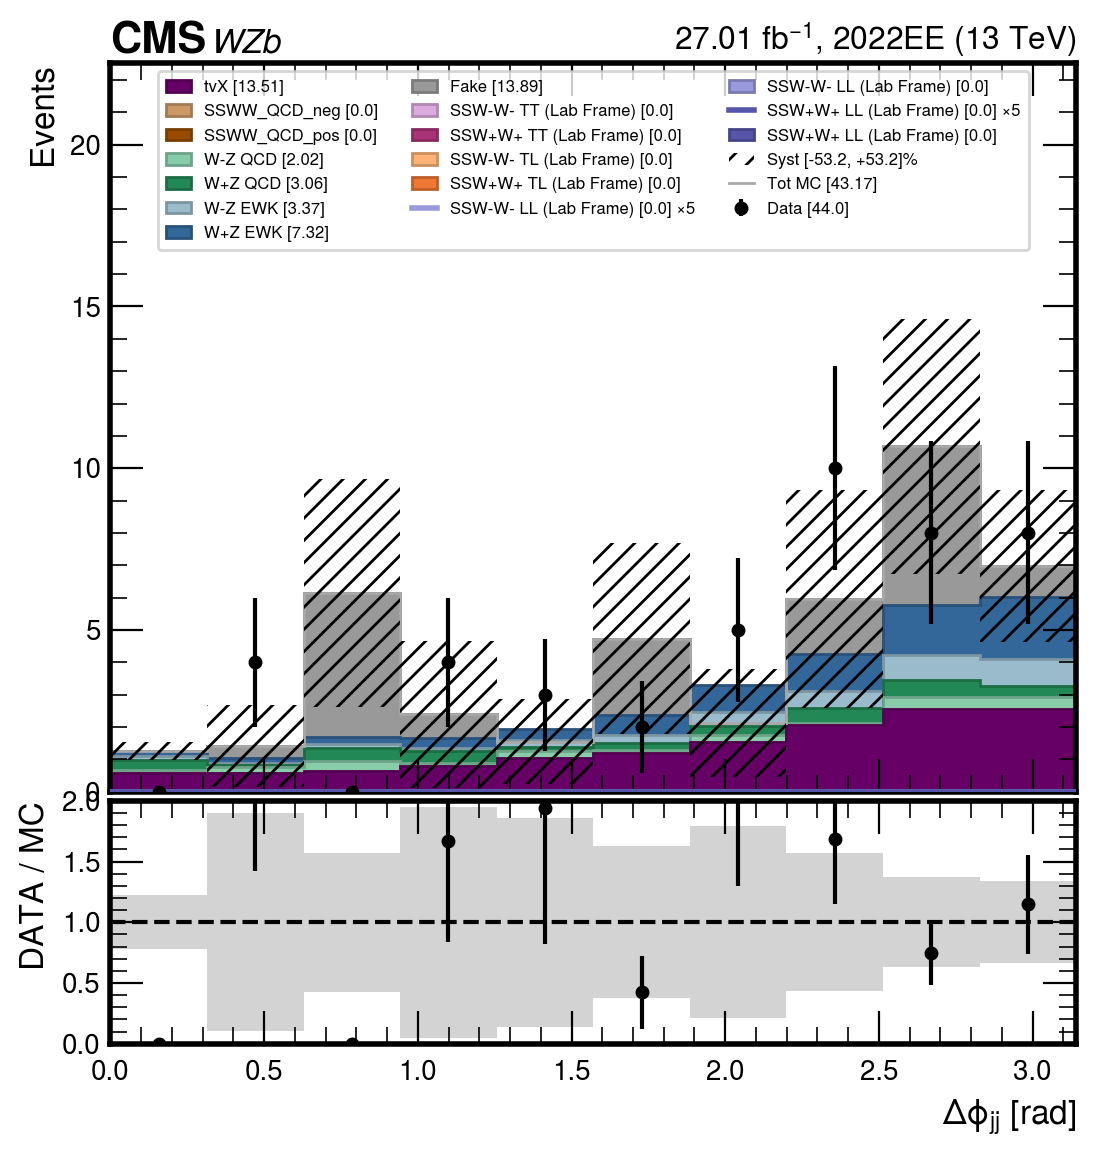 CMS WZb
27.01 fb⁻¹, 2022EE (13 TeV)
Events
tvX [13.51]
SSWW_QCD_neg [0.0]
SSWW_QCD_pos [0.0]
W-Z QCD [2.02]
W+Z QCD [3.06]
W-Z EWK [3.37]
W+Z EWK [7.32]
Fake [13.89]
SSW-W- TT (Lab Frame) [0.0]
SSW+W+ TT (Lab Frame) [0.0]
SSW-W- TL (Lab Frame) [0.0]
SSW+W+ TL (Lab Frame) [0.0]
SSW-W- LL (Lab Frame) [0.0] ×5
SSW-W- LL (Lab Frame) [0.0]
SSW+W+ LL (Lab Frame) [0.0] ×5
SSW+W+ LL (Lab Frame) [0.0]
Syst [-53.2, +53.2]%
Tot MC [43.17]
Data [44.0]
20
15
10
5
0
DATA / MC
2.0
1.5
1.0
0.5
0.0
0.0 0.5 1.0 1.5 2.0 2.5 3.0
Δϕjj [rad]